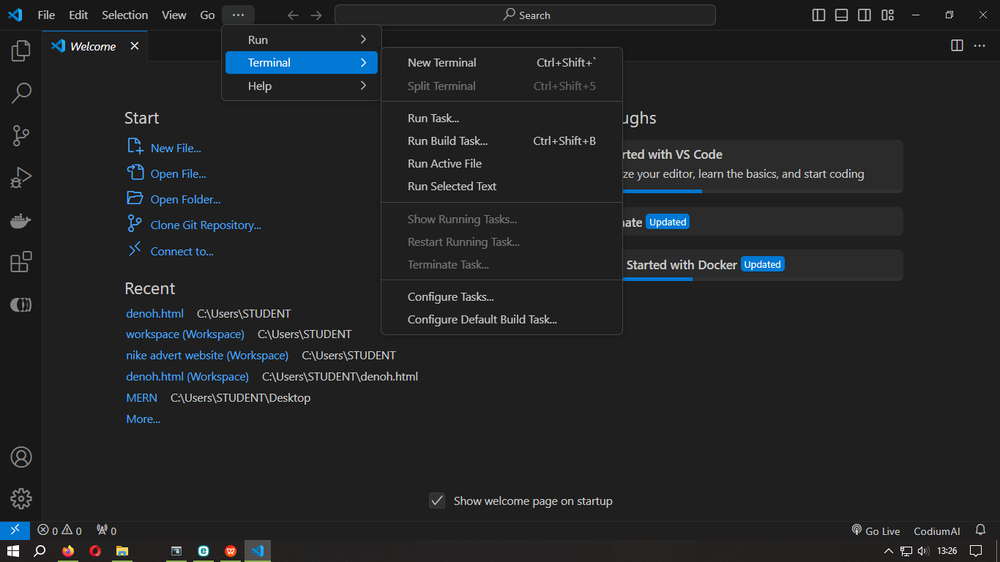 File Edit Selection View Go ··· Search
Welcome
Run
Terminal
Help
New Terminal Ctrl+Shift+`
Split Terminal Ctrl+Shift+5
Run Task...
Run Build Task... Ctrl+Shift+B
Run Active File
Run Selected Text
Show Running Tasks...
Restart Running Task...
Terminate Task...
Configure Tasks...
Configure Default Build Task...
Start
New File...
Open File...
Open Folder...
Clone Git Repository...
Connect to...
Recent
denoh.html C:\Users\STUDENT
workspace (Workspace) C:\Users\STUDENT
nike advert website (Workspace) C:\Users\STUDENT
denoh.html (Workspace) C:\Users\STUDENT\denoh.html
MERN C:\Users\STUDENT\Desktop
More...
ughs
rted with VS Code
ze your editor, learn the basics, and start coding
ate Updated
Started with Docker Updated
Show welcome page on startup
0 0 0 Go Live CodiumAI
13:26